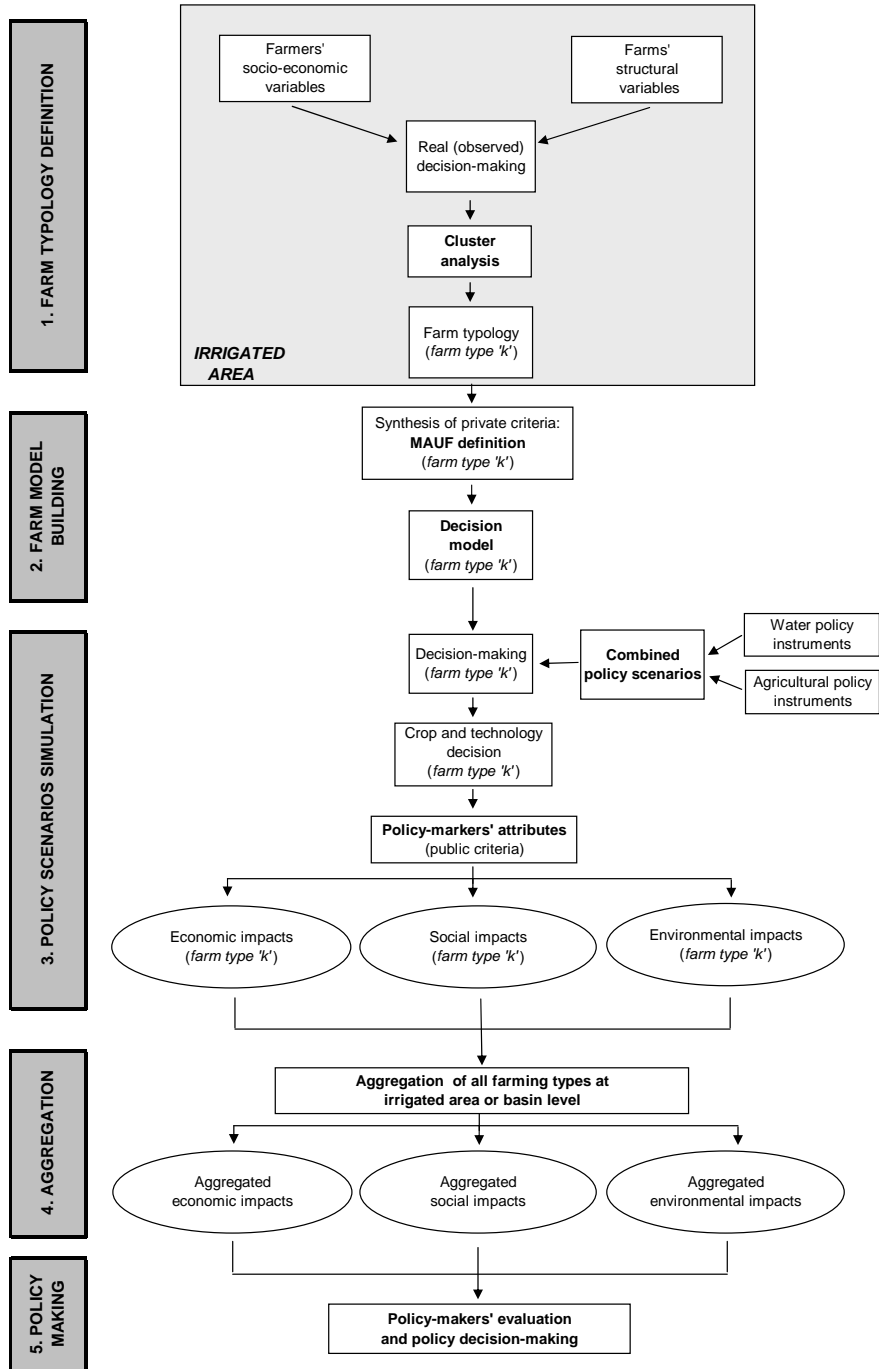 1. FARM TYPOLOGY DEFINITION
Farmers'
socio-economic
variables
Farms'
structural
variables
Real (observed)
decision-making
Cluster
analysis
Farm typology
(farm type 'k')
IRRIGATED
AREA
2. FARM MODEL
BUILDING
Synthesis of private criteria:
MAUF definition
(farm type 'k')
Decision
model
(farm type 'k')
3. POLICY SCENARIOS SIMULATION
Decision-making
(farm type 'k')
Combined
policy scenarios
Water policy
instruments
Agricultural policy
instruments
Crop and technology
decision
(farm type 'k')
Policy-markers' attributes
(public criteria)
Economic impacts
(farm type 'k')
Social impacts
(farm type 'k')
Environmental impacts
(farm type 'k')
4. AGGREGATION
Aggregation of all farming types at
irrigated area or basin level
Aggregated
economic impacts
Aggregated
social impacts
Aggregated
environmental impacts
5. POLICY
MAKING
Policy-makers' evaluation
and policy decision-making